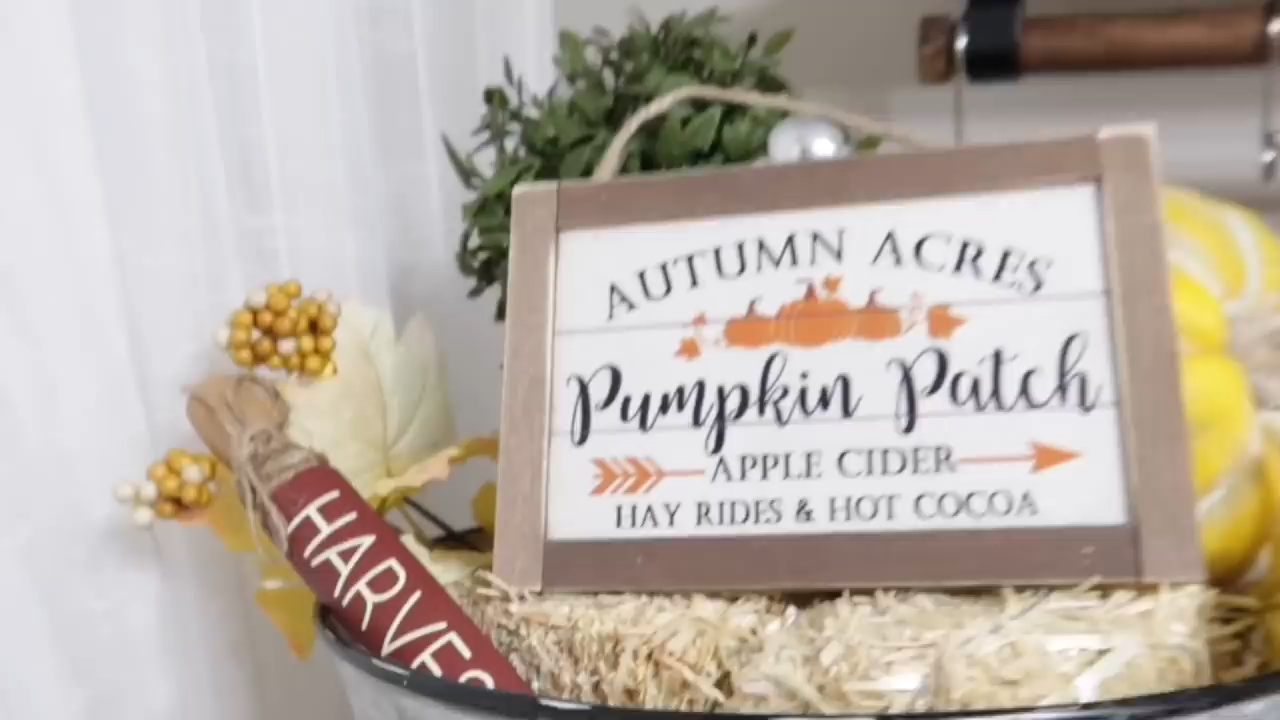 AUTUMN ACRES
Pumpkin Patch
APPLE CIDER
HAY RIDES & HOT COCOA
HARVES